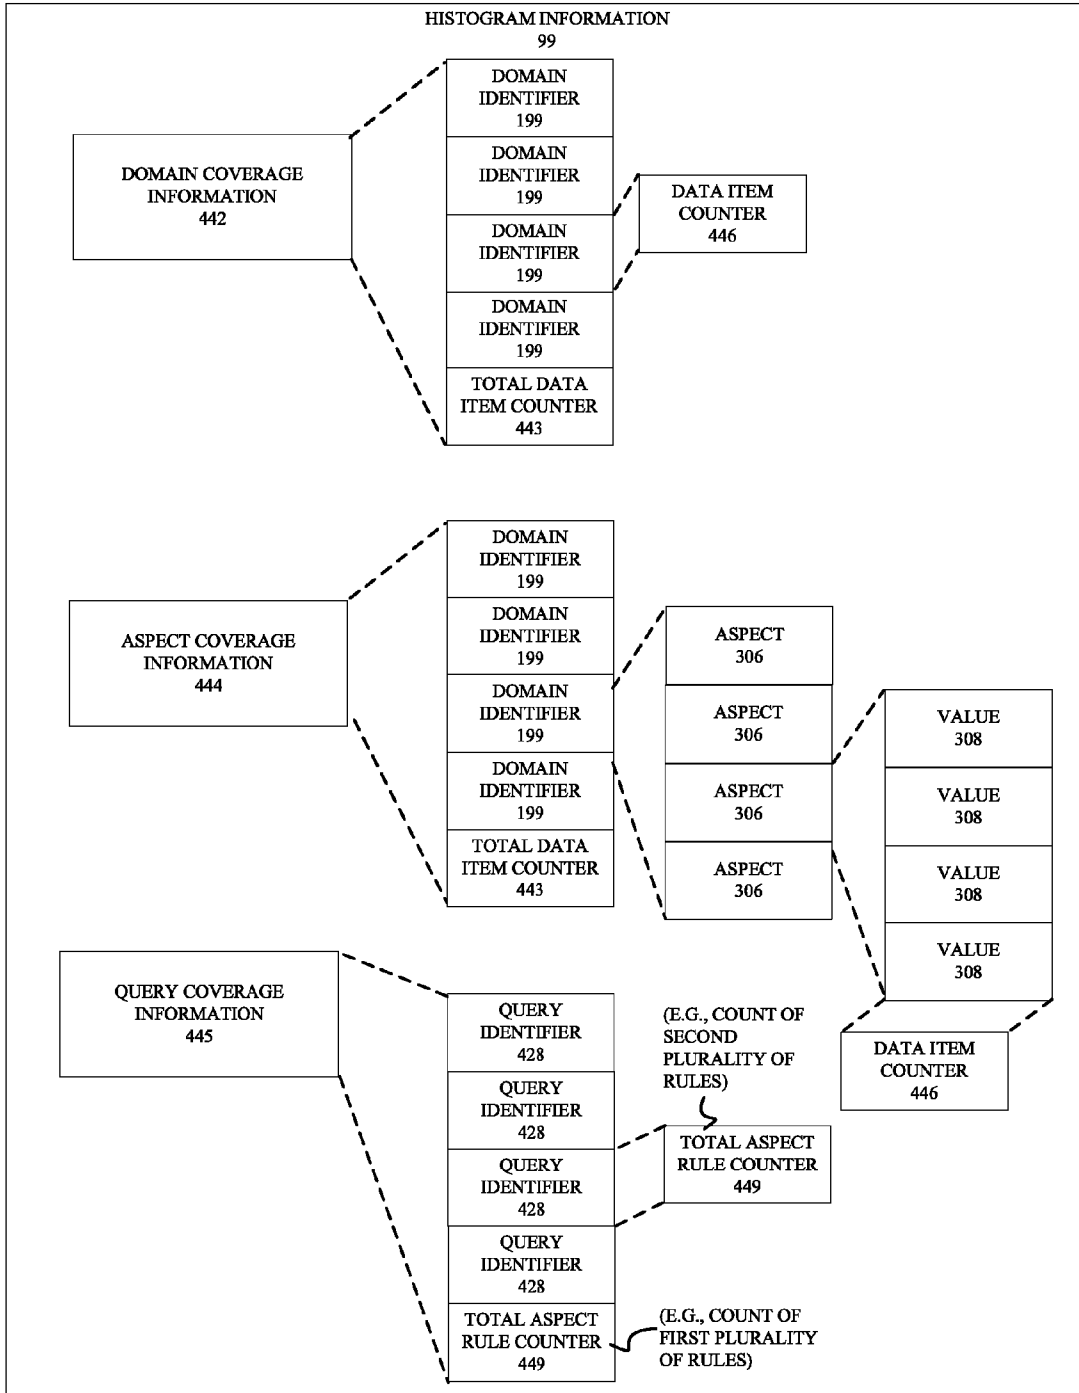 HISTOGRAM INFORMATION
99
DOMAIN COVERAGE
INFORMATION
442
DOMAIN
IDENTIFIER
199
DOMAIN
IDENTIFIER
199
DOMAIN
IDENTIFIER
199
DOMAIN
IDENTIFIER
199
TOTAL DATA
ITEM COUNTER
443
DATA ITEM
COUNTER
446
ASPECT COVERAGE
INFORMATION
444
DOMAIN
IDENTIFIER
199
DOMAIN
IDENTIFIER
199
DOMAIN
IDENTIFIER
199
DOMAIN
IDENTIFIER
199
TOTAL DATA
ITEM COUNTER
443
ASPECT
306
ASPECT
306
ASPECT
306
ASPECT
306
VALUE
308
VALUE
308
VALUE
308
VALUE
308
DATA ITEM
COUNTER
446
QUERY COVERAGE
INFORMATION
445
QUERY
IDENTIFIER
428
QUERY
IDENTIFIER
428
QUERY
IDENTIFIER
428
QUERY
IDENTIFIER
428
TOTAL ASPECT
RULE COUNTER
449
(E.G., COUNT OF
SECOND
PLURALITY OF
RULES)
TOTAL ASPECT
RULE COUNTER
449
(E.G., COUNT OF
FIRST PLURALITY
OF RULES)